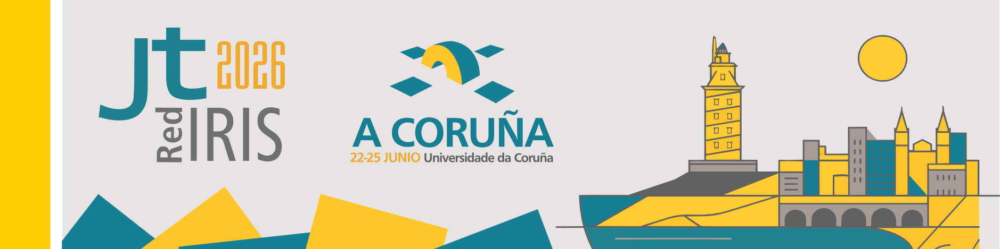 jt 2026
Red IRIS
A CORUÑA
22-25 JUNIO Universidade da Coruña